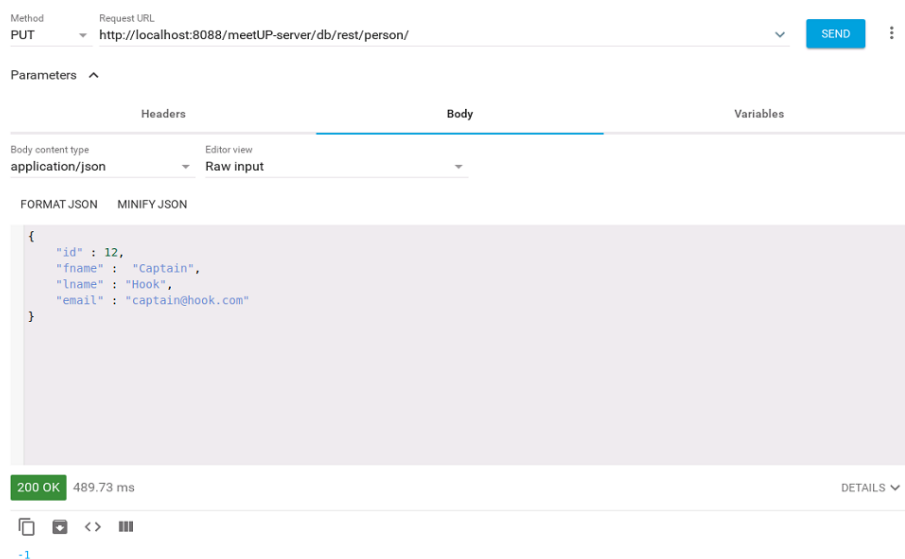 Method Request URL
PUT http://localhost:8088/meetUP-server/db/rest/person/ SEND
Parameters
Headers Body Variables
Body content type Editor view
application/json Raw input
FORMAT JSON MINIFY JSON
{
    "id" : 12,
    "fname" :  "Captain",
    "lname" : "Hook",
    "email" : "captain@hook.com"
}
200 OK 489.73 ms DETAILS
-1